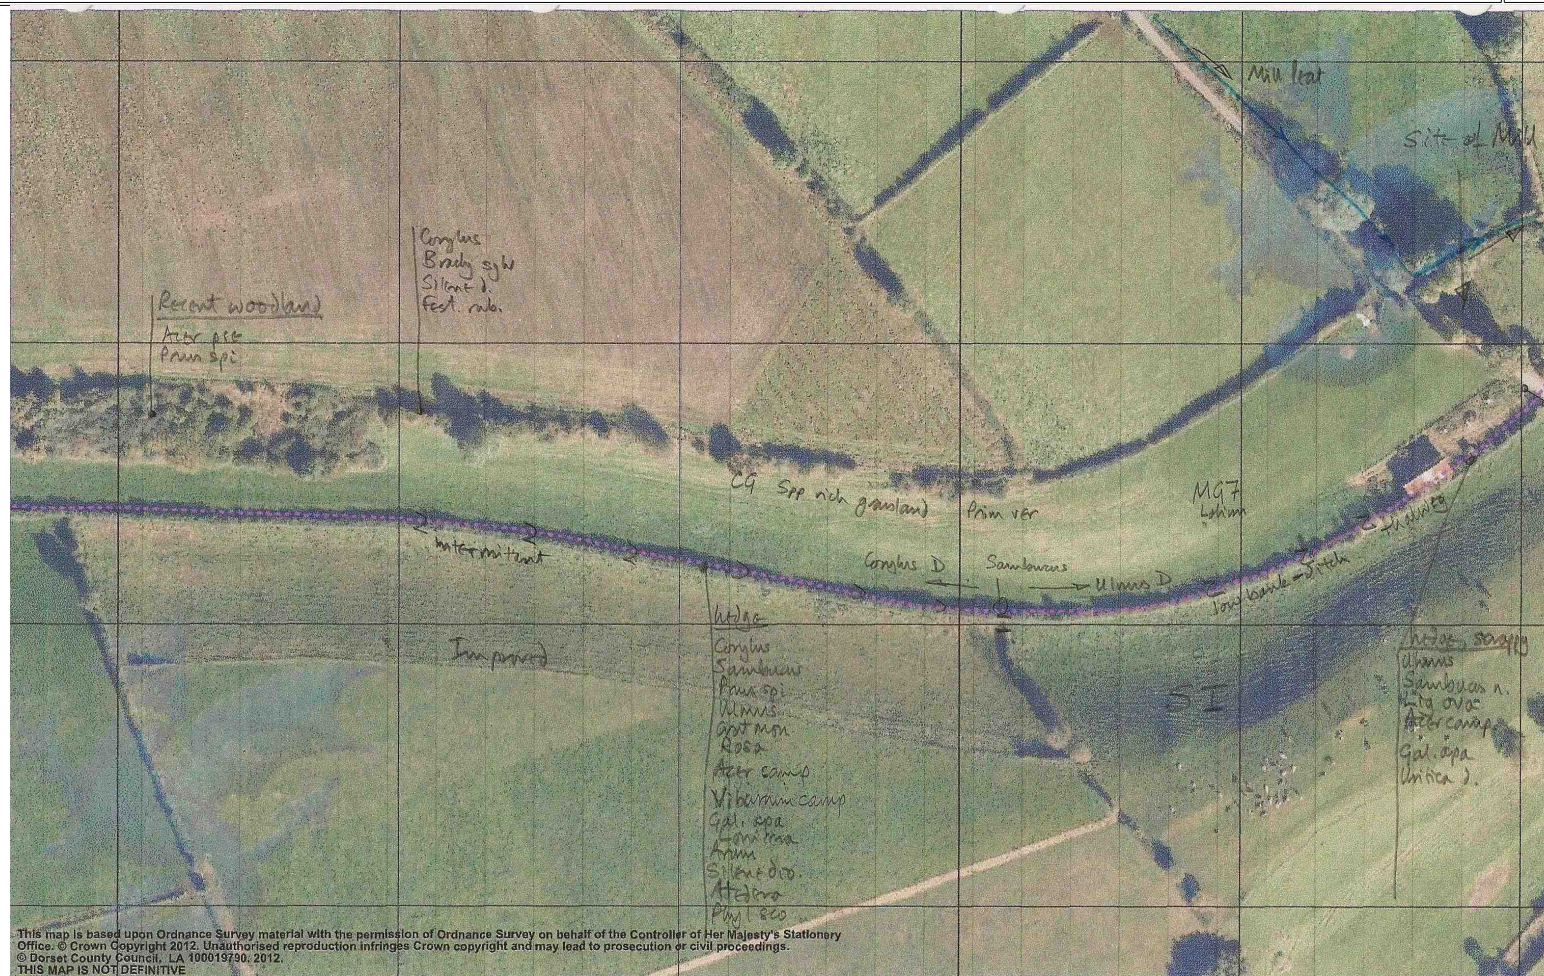 Mill leat
Site of Mill
Corylus
Brachy sylv
Silene d.
Fest. rub.
Recent woodland
Acer pse
Prun spi
CG Spp rich grassland
Prim ver
MG7
Lolium
Intermittent
Corylus D
Sambucus
Ulmus D
low bank + ditch
Improved
SI
hedge
Corylus
Sambucus
Prun spi
Ulmus
Crat mon
Rosa
Acer camp
Viburnum
Gal. apa
Arum
Silene dio.
Phyl sco
hedge, scrappy
Ulmus
Sambucus n.
Lig ova
Acer camp
Gal. apa
Urtica d.
This map is based upon Ordnance Survey material with the permission of Ordnance Survey on behalf of the Controller of Her Majesty's Stationery
Office. © Crown Copyright 2012. Unauthorised reproduction infringes Crown copyright and may lead to prosecution or civil proceedings.
© Dorset County Council. LA 100019790. 2012.
THIS MAP IS NOT DEFINITIVE